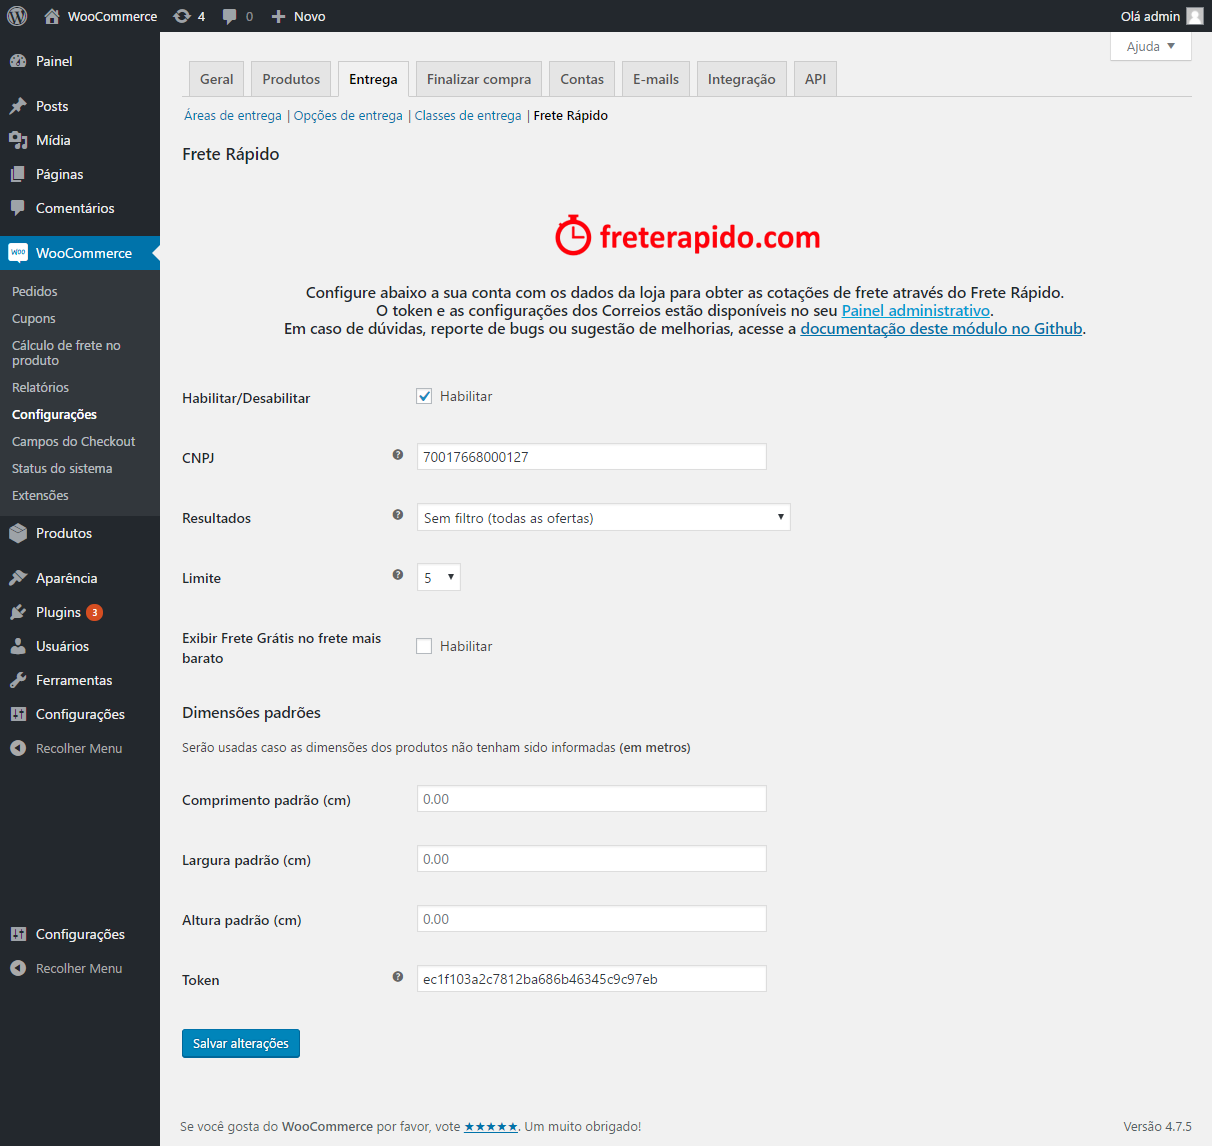 WooCommerce 4 0 Novo Olá admin
Ajuda
Painel
Posts
Mídia
Páginas
Comentários
WooCommerce
Pedidos
Cupons
Cálculo de frete no
produto
Relatórios
Configurações
Campos do Checkout
Status do sistema
Extensões
Produtos
Aparência
Plugins 3
Usuários
Ferramentas
Configurações
Recolher Menu
Configurações
Recolher Menu
Geral Produtos Entrega Finalizar compra Contas E-mails Integração API
Áreas de entrega | Opções de entrega | Classes de entrega | Frete Rápido
Frete Rápido
freterapido.com
Configure abaixo a sua conta com os dados da loja para obter as cotações de frete através do Frete Rápido.
O token e as configurações dos Correios estão disponíveis no seu Painel administrativo.
Em caso de dúvidas, reporte de bugs ou sugestão de melhorias, acesse a documentação deste módulo no Github.
Habilitar/Desabilitar Habilitar
CNPJ 70017668000127
Resultados Sem filtro (todas as ofertas)
Limite 5
Exibir Frete Grátis no frete mais
barato
Habilitar
Dimensões padrões
Serão usadas caso as dimensões dos produtos não tenham sido informadas (em metros)
Comprimento padrão (cm) 0.00
Largura padrão (cm) 0.00
Altura padrão (cm) 0.00
Token ec1f103a2c7812ba686b46345c9c97eb
Salvar alterações
Se você gosta do WooCommerce por favor, vote ★★★★★. Um muito obrigado! Versão 4.7.5